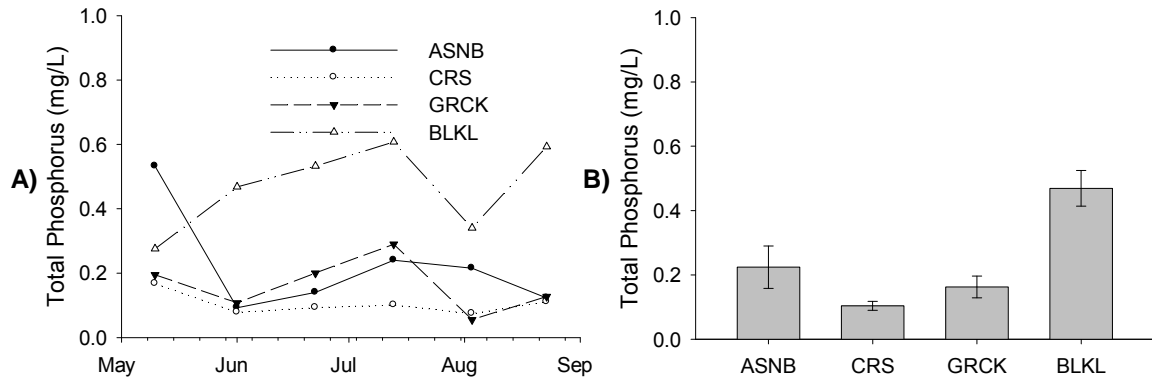 A)
Total Phosphorus (mg/L)
1.0
0.8
0.6
0.4
0.2
0.0
May
Jun
Jul
Aug
Sep
ASNB
CRS
GRCK
BLKL
B)
Total Phosphorus (mg/L)
1.0
0.8
0.6
0.4
0.2
0.0
ASNB
CRS
GRCK
BLKL